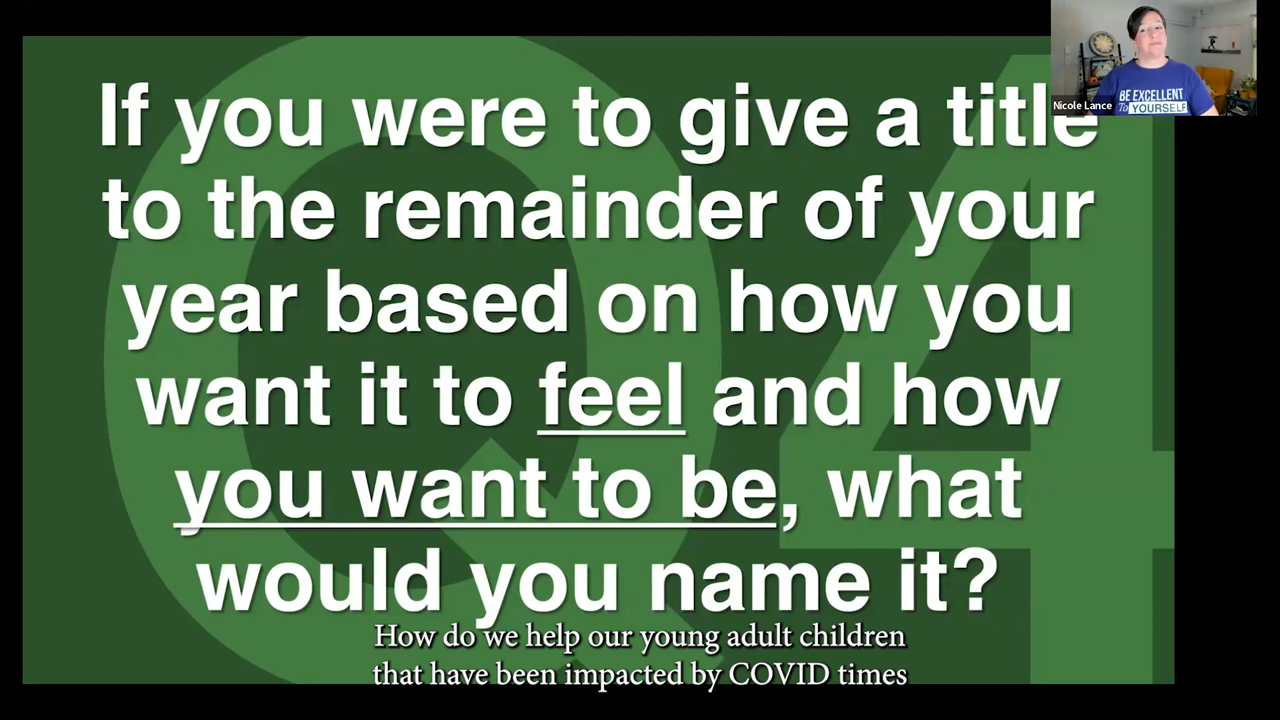 If you were to give a title
to the remainder of your
year based on how you
want it to feel and how
you want to be, what
would you name it?
Q4
How do we help our young adult children
that have been impacted by COVID times
Nicole Lance
BE EXCELLENT
To YOURSELF